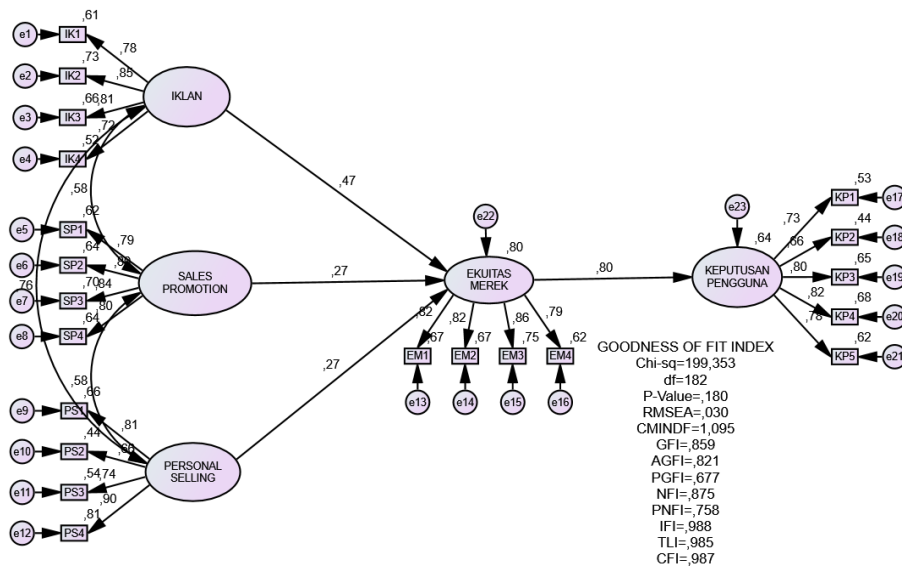 ,61
e1 IK1
,78
,73
e2 IK2
,85
IKLAN
,66 ,81
e3 IK3
,72
,52
e4 IK4
,58
,47
,62
e5 SP1
,79
,64
e6 SP2
,80
,70 ,84
e7 SP3
,76
,80
,64
e8 SP4
SALES
PROMOTION
,27
,58
,66
e9 PS1
,81
,44
e10 PS2
,66
,54 ,74
e11 PS3
,90
,81
e12 PS4
PERSONAL
SELLING
,27
e22
,80
EKUITAS
MEREK
,82 ,82 ,86 ,79
,67 ,67 ,75 ,62
EM1 EM2 EM3 EM4
e13 e14 e15 e16
,80
e23
,64
KEPUTUSAN
PENGGUNA
,53
KP1 e17
,73
,44
KP2 e18
,66
,65
,80
KP3 e19
,82
,68
KP4 e20
,78
,62
KP5 e21
GOODNESS OF FIT INDEX
Chi-sq=199,353
df=182
P-Value=,180
RMSEA=,030
CMINDF=1,095
GFI=,859
AGFI=,821
PGFI=,677
NFI=,875
PNFI=,758
IFI=,988
TLI=,985
CFI=,987